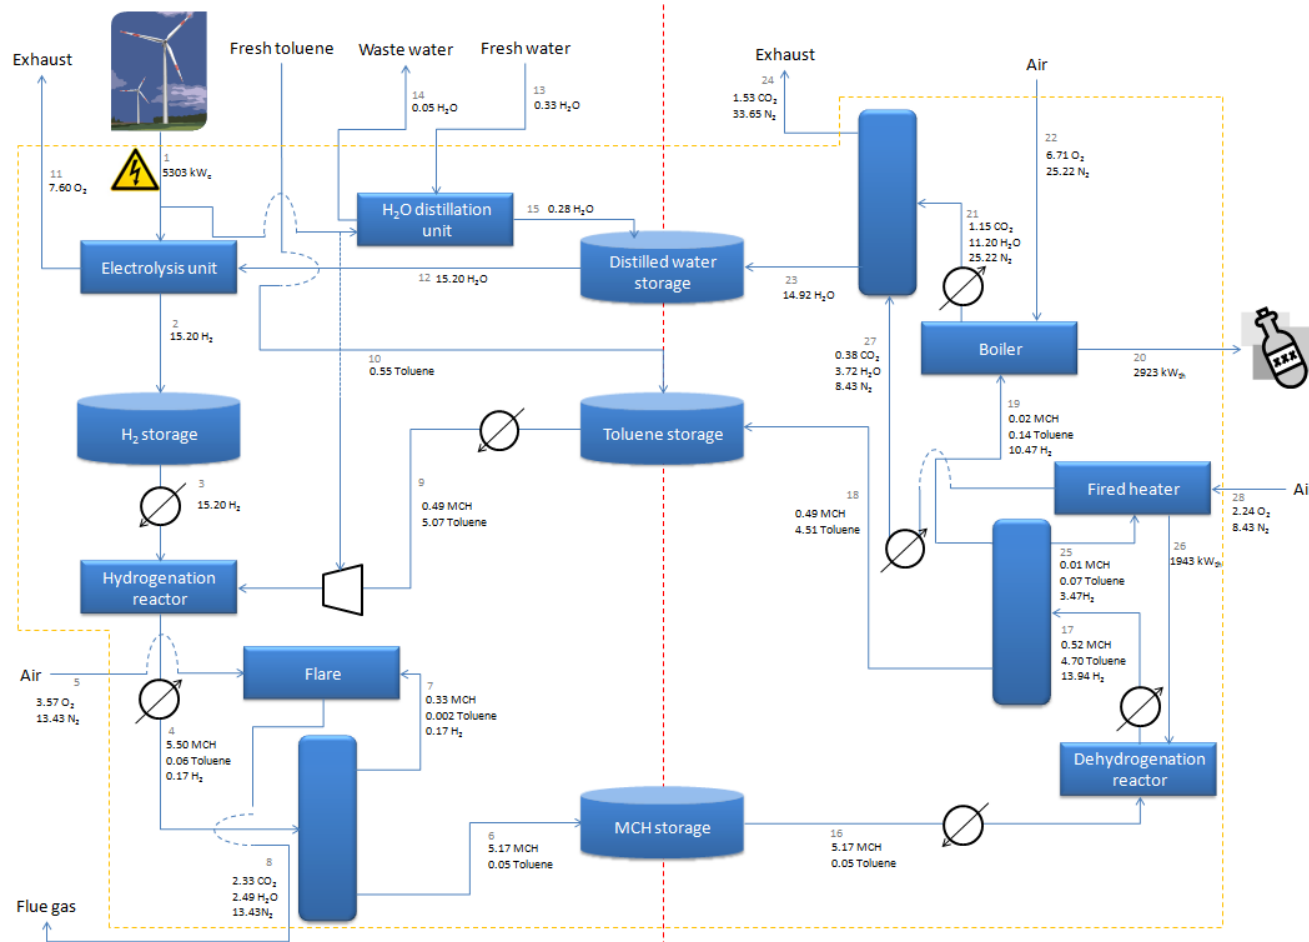 Exhaust
Fresh toluene
Waste water
Fresh water
Air
14
0.05 H₂O
13
0.33 H₂O
24
1.53 CO₂
33.65 N₂
22
6.71 O₂
25.22 N₂
Exhaust
11
7.60 O₂
1
5303 kWₑ
H₂O distillation
unit
15
0.28 H₂O
21
1.15 CO₂
11.20 H₂O
25.22 N₂
Electrolysis unit
12
15.20 H₂O
Distilled water
storage
23
14.92 H₂O
2
15.20 H₂
10
0.55 Toluene
27
0.38 CO₂
3.72 H₂O
8.43 N₂
Boiler
20
2923 kWₜₕ
XXX
H₂ storage
Toluene storage
19
0.02 MCH
0.14 Toluene
10.47 H₂
3
15.20 H₂
9
0.49 MCH
5.07 Toluene
18
0.49 MCH
4.51 Toluene
Fired heater
Ai
28
2.24 O₂
8.43 N₂
Hydrogenation
reactor
25
0.01 MCH
0.07 Toluene
3.47H₂
26
1943 kWₜₕ
17
0.52 MCH
4.70 Toluene
13.94 H₂
Air
5
3.57 O₂
13.43 N₂
Flare
7
0.33 MCH
0.002 Toluene
0.17 H₂
4
5.50 MCH
0.06 Toluene
0.17 H₂
Dehydrogenation
reactor
MCH storage
6
5.17 MCH
0.05 Toluene
16
5.17 MCH
0.05 Toluene
8
2.33 CO₂
2.49 H₂O
13.43N₂
Flue gas